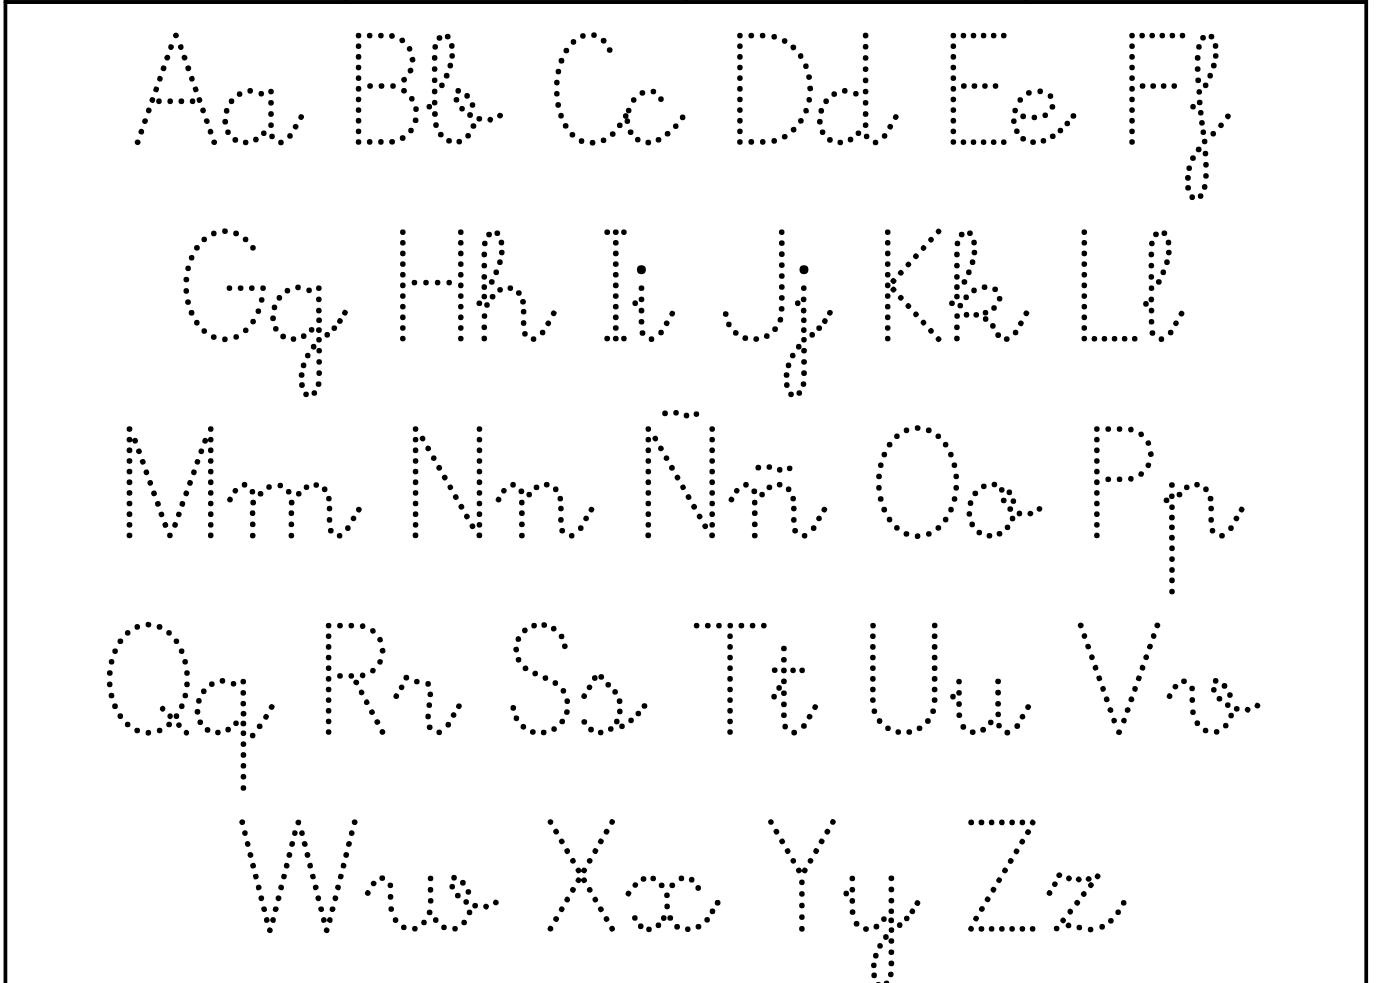 Aa Bb Cc Dd Ee Ff
Gg Hh Ii Jj Kk Ll
Mm Nn Ññ Oo Pp
Qq Rr Ss Tt Uu Vv
Ww Xx Yy Zz